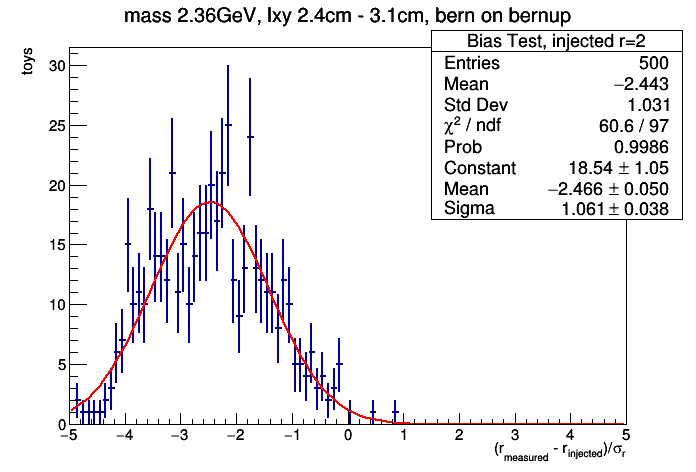 mass 2.36GeV, lxy 2.4cm - 3.1cm, bern on bernup
Bias Test, injected r=2
Entries 500
Mean −2.443
Std Dev 1.031
χ² / ndf 60.6 / 97
Prob 0.9986
Constant 18.54 ± 1.05
Mean −2.466 ± 0.050
Sigma 1.061 ± 0.038
toys
30
25
20
15
10
5
0
−5 −4 −3 −2 −1 0 1 2 3 4 5
(r_measured - r_injected)/σ_r